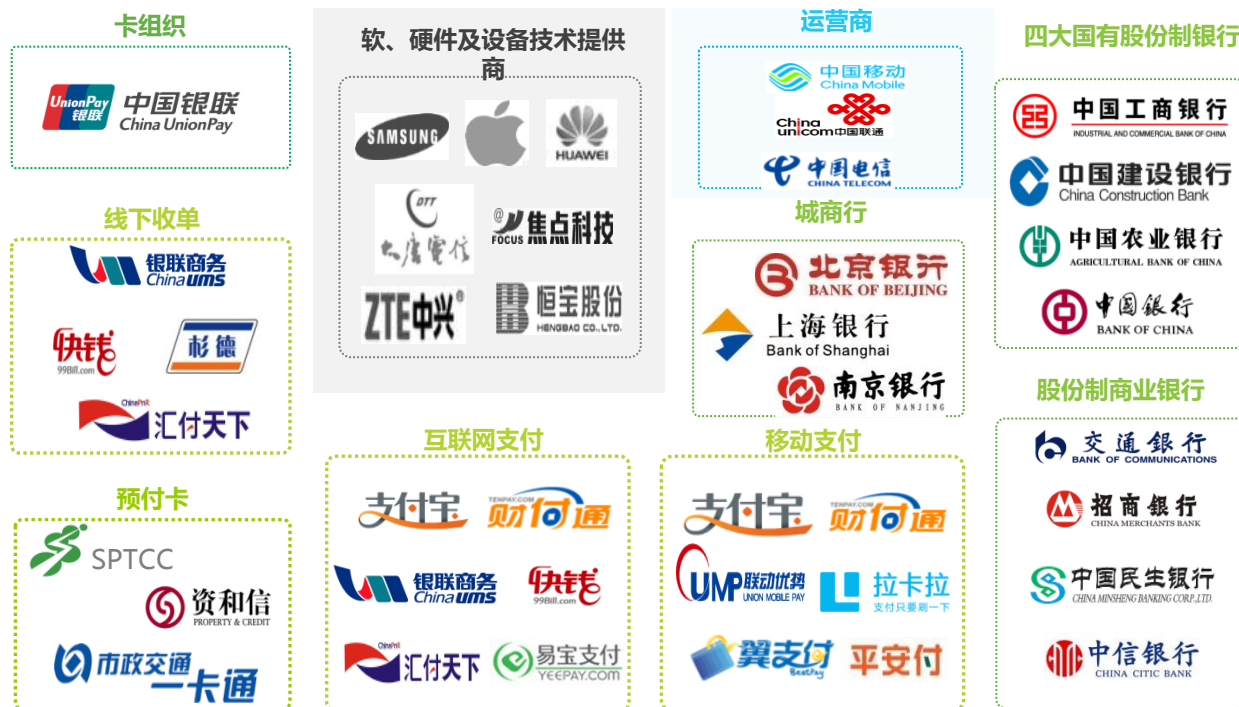 卡组织
UnionPay
银联
中国银联
China UnionPay
线下收单
银联商务
China ums
快钱
99Bill.com
杉德
ChinaPnR
汇付天下
预付卡
SPTCC
资和信
PROPERTY & CREDIT
市政交通
一卡通
软、硬件及设备技术提供
商
SAMSUNG
HUAWEI
DTT
大唐電信
@
FOCUS 焦点科技
ZTE中兴®
恒宝股份
HENGBAO CO.,LTD.
运营商
中国移动
China Mobile
China
unicom中国联通
中国电信
CHINA TELECOM
城商行
北京银行
BANK OF BEIJING
上海银行
Bank of Shanghai
南京银行
BANK OF NANJING
互联网支付
支付宝
TENPAY.COM
财付通
银联商务
China ums
快钱
99Bill.com
ChinaPnR
汇付天下
易宝支付
YEEPAY.COM
移动支付
支付宝
TENPAY.COM
财付通
UMP联动优势
UNION MOBILE PAY
拉卡拉
支付只要刷一下
翼支付
BestPay
平安付
四大国有股份制银行
中国工商银行
INDUSTRIAL AND COMMERCIAL BANK OF CHINA
中国建设银行
China Construction Bank
中国农业银行
AGRICULTURAL BANK OF CHINA
中国银行
BANK OF CHINA
股份制商业银行
交通銀行
BANK OF COMMUNICATIONS
招商银行
CHINA MERCHANTS BANK
中国民生银行
CHINA MINSHENG BANKING CORP.,LTD.
中信银行
CHINA CITIC BANK